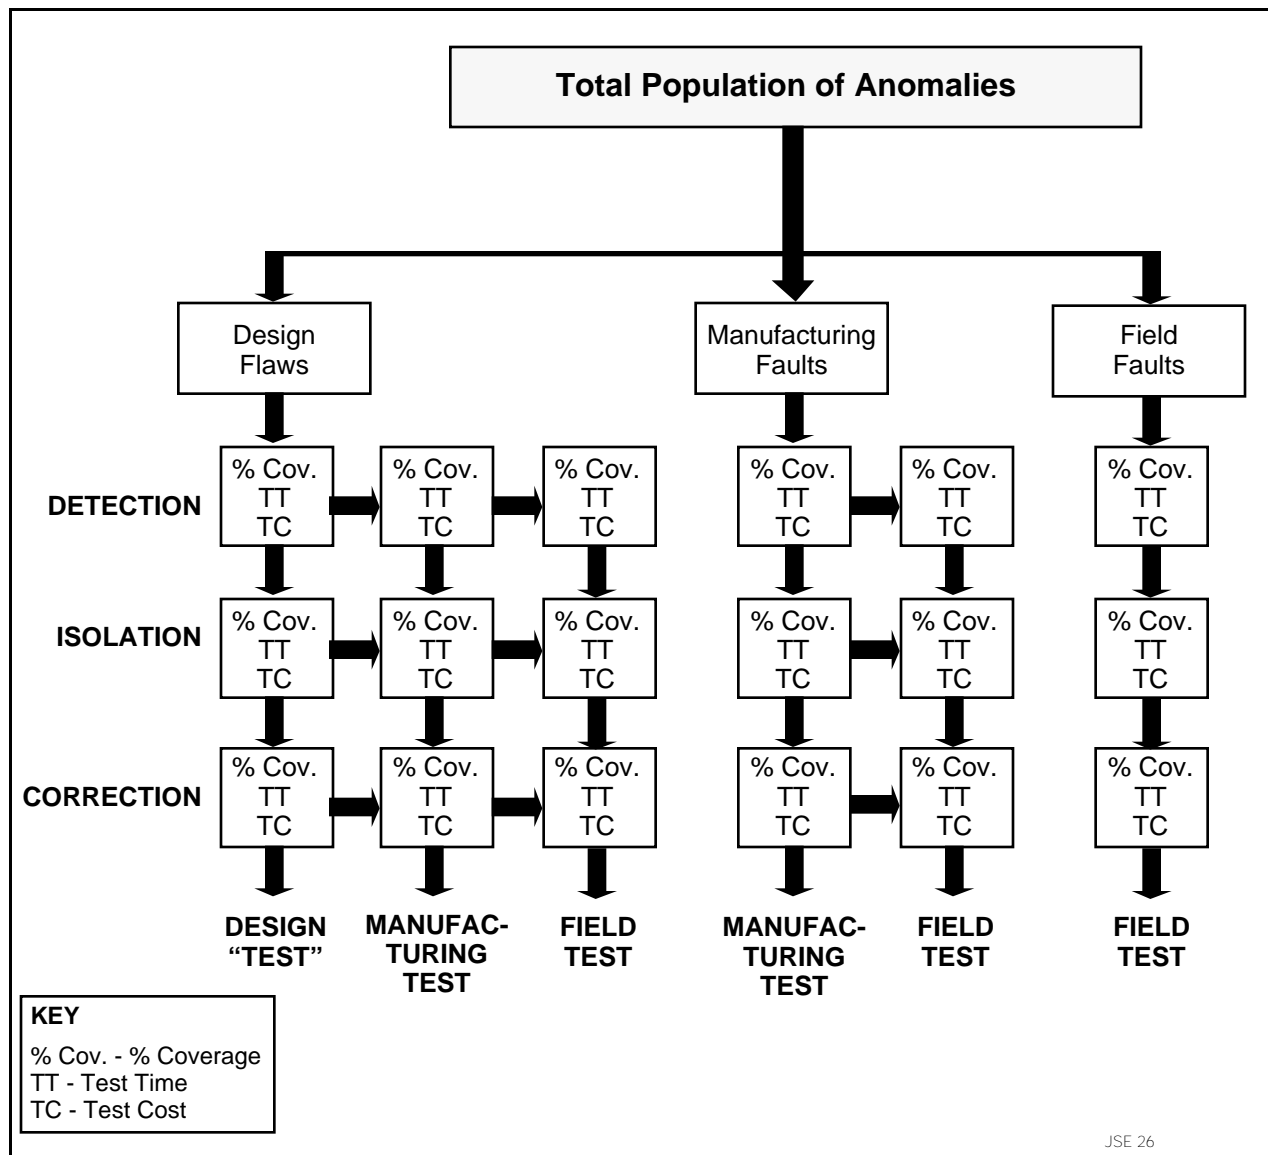 Total Population of Anomalies
Design
Flaws
Manufacturing
Faults
Field
Faults
DETECTION
% Cov.
TT
TC
% Cov.
TT
TC
% Cov.
TT
TC
% Cov.
TT
TC
% Cov.
TT
TC
% Cov.
TT
TC
ISOLATION
% Cov.
TT
TC
% Cov.
TT
TC
% Cov.
TT
TC
% Cov.
TT
TC
% Cov.
TT
TC
% Cov.
TT
TC
CORRECTION
% Cov.
TT
TC
% Cov.
TT
TC
% Cov.
TT
TC
% Cov.
TT
TC
% Cov.
TT
TC
% Cov.
TT
TC
DESIGN
“TEST”
MANUFAC-
TURING
TEST
FIELD
TEST
MANUFAC-
TURING
TEST
FIELD
TEST
FIELD
TEST
KEY
% Cov. - % Coverage
TT - Test Time
TC - Test Cost
JSE 26